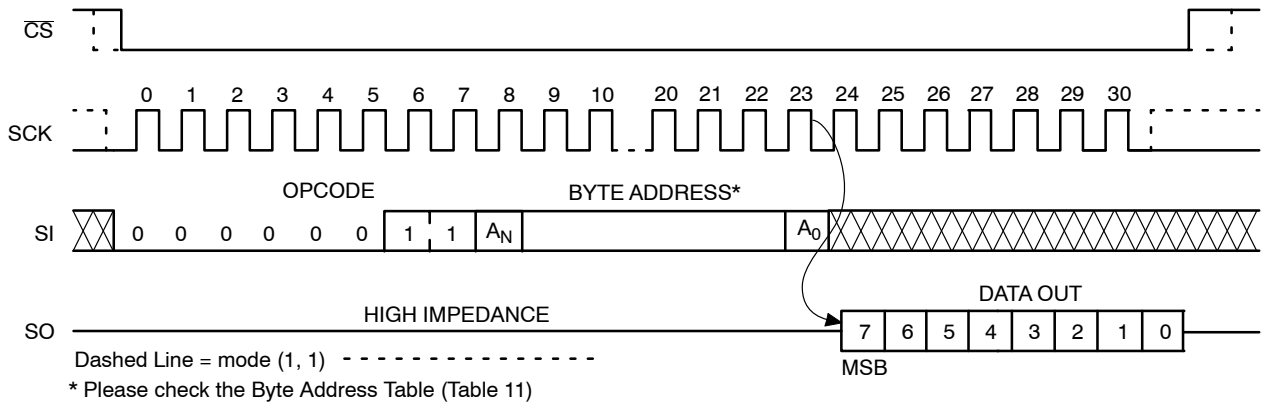 CS
0 1 2 3 4 5 6 7 8 9 10 20 21 22 23 24 25 26 27 28 29 30
SCK
OPCODE BYTE ADDRESS*
SI 0 0 0 0 0 0 1 1 AN A0
DATA OUT
HIGH IMPEDANCE
SO 7 6 5 4 3 2 1 0
Dashed Line = mode (1, 1) - - - - - - - - - - - - - - - -
MSB
* Please check the Byte Address Table (Table 11)